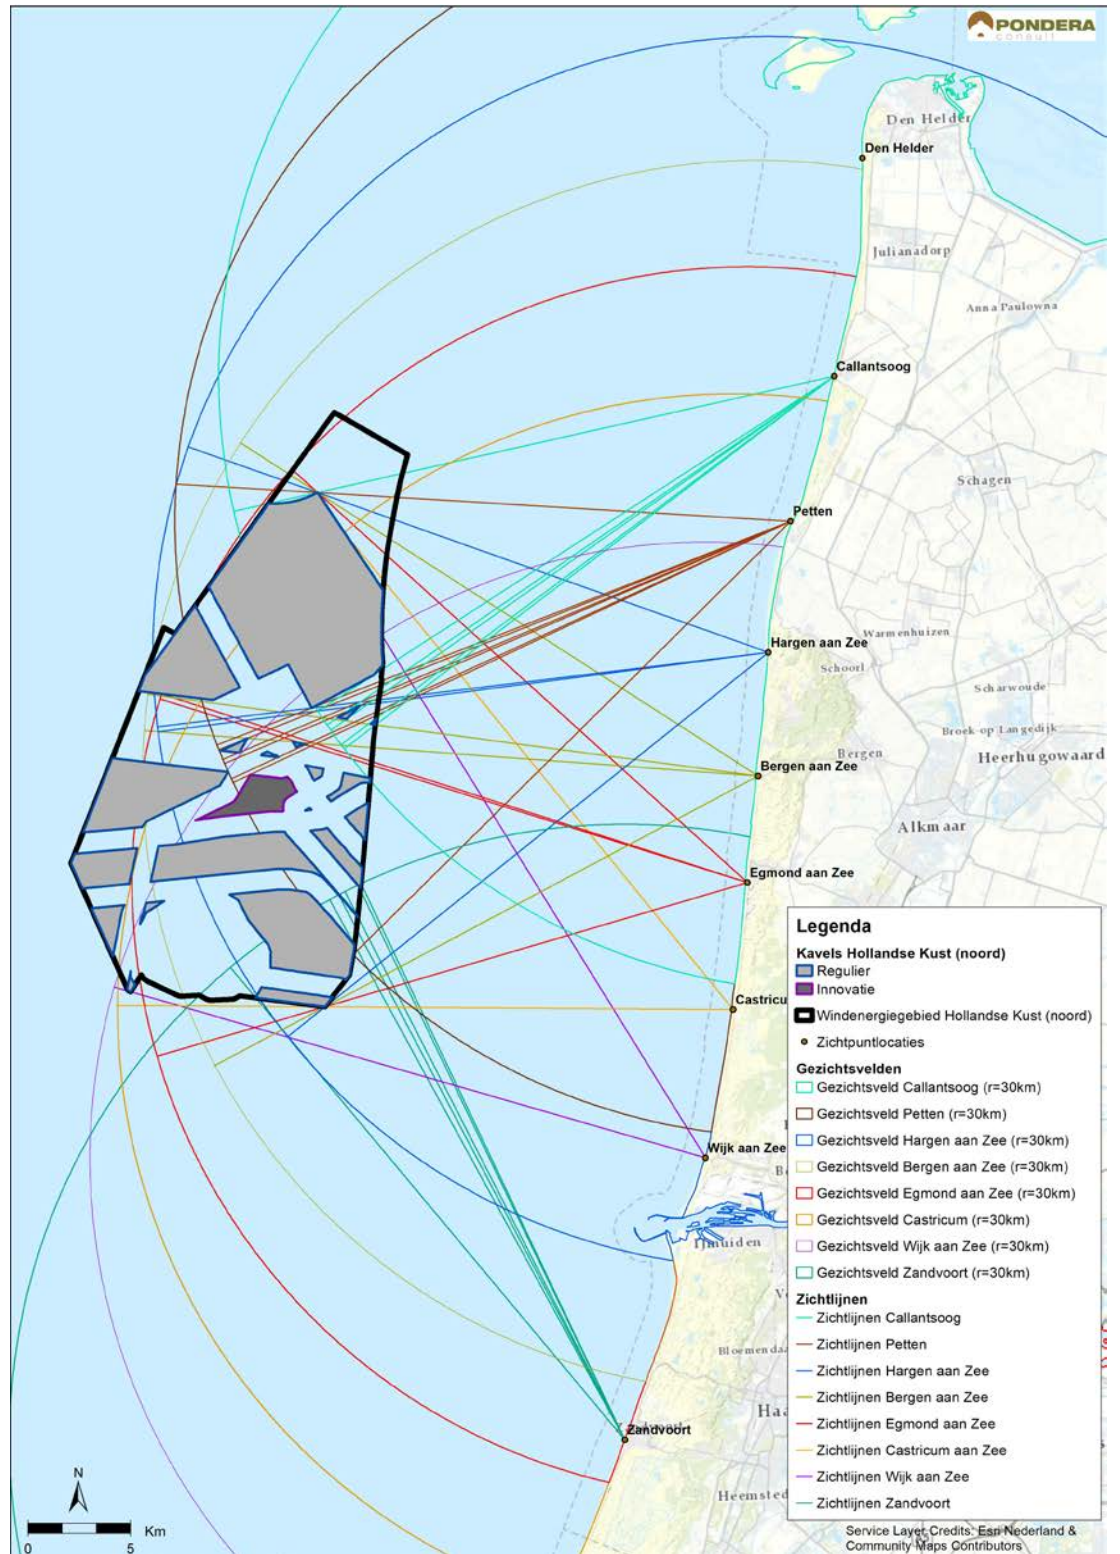 PONDERA
consult
Den Helder
Den Helder
Julianadorp
Anna Paulowna
Callantsoog
Schagen
Petten
Hargen aan Zee
Warmenhuizen
Schoorl
Scharwoude
Broek op Langedijk
Bergen
Heerhugowaard
Bergen aan Zee
Alkmaar
Egmond aan Zee
Castricu
Wijk aan Zee
IJmuiden
Bloemendaa
Haa
Zandvoort
Heemsted
Legenda
Kavels Hollandse Kust (noord)
Regulier
Innovatie
Windenergiegebied Hollandse Kust (noord)
Zichtpuntlocaties
Gezichtsvelden
Gezichtsveld Callantsoog (r=30km)
Gezichtsveld Petten (r=30km)
Gezichtsveld Hargen aan Zee (r=30km)
Gezichtsveld Bergen aan Zee (r=30km)
Gezichtsveld Egmond aan Zee (r=30km)
Gezichtsveld Castricum (r=30km)
Gezichtsveld Wijk aan Zee (r=30km)
Gezichtsveld Zandvoort (r=30km)
Zichtlijnen
Zichtlijnen Callantsoog
Zichtlijnen Petten
Zichtlijnen Hargen aan Zee
Zichtlijnen Bergen aan Zee
Zichtlijnen Egmond aan Zee
Zichtlijnen Castricum aan Zee
Zichtlijnen Wijk aan Zee
Zichtlijnen Zandvoort
N
0 5 Km
Service Layer Credits: Esri Nederland &
Community Maps Contributors